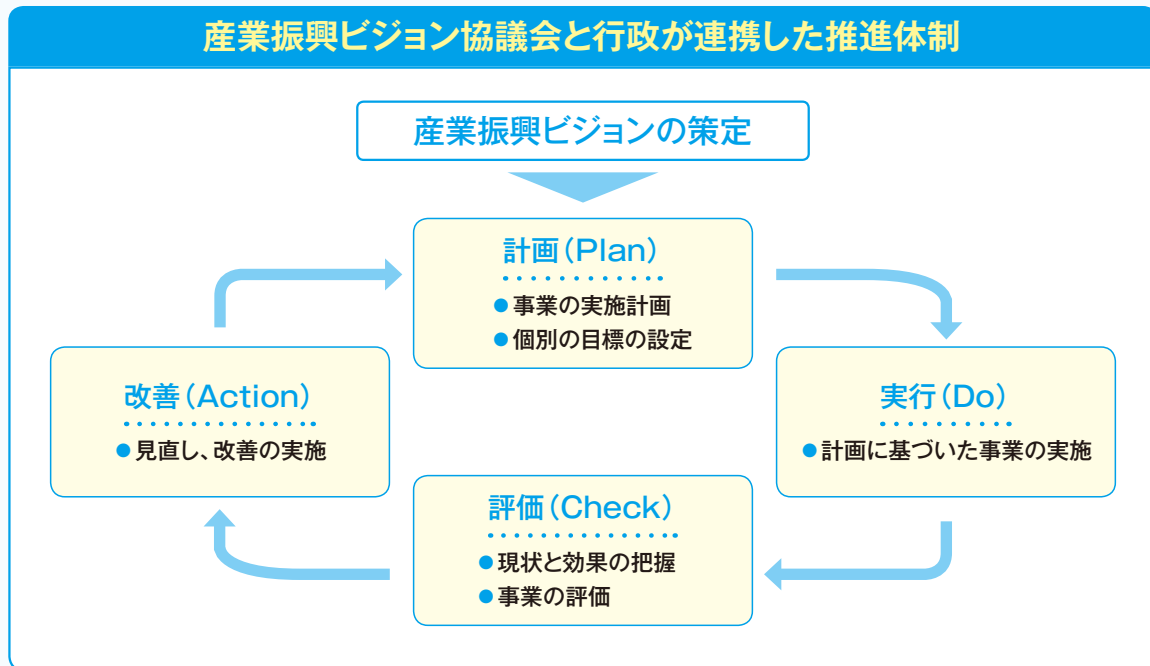 産業振興ビジョン協議会と行政が連携した推進体制
産業振興ビジョンの策定
計画(Plan)
●事業の実施計画
●個別の目標の設定
実行(Do)
●計画に基づいた事業の実施
評価(Check)
●現状と効果の把握
●事業の評価
改善(Action)
●見直し、改善の実施